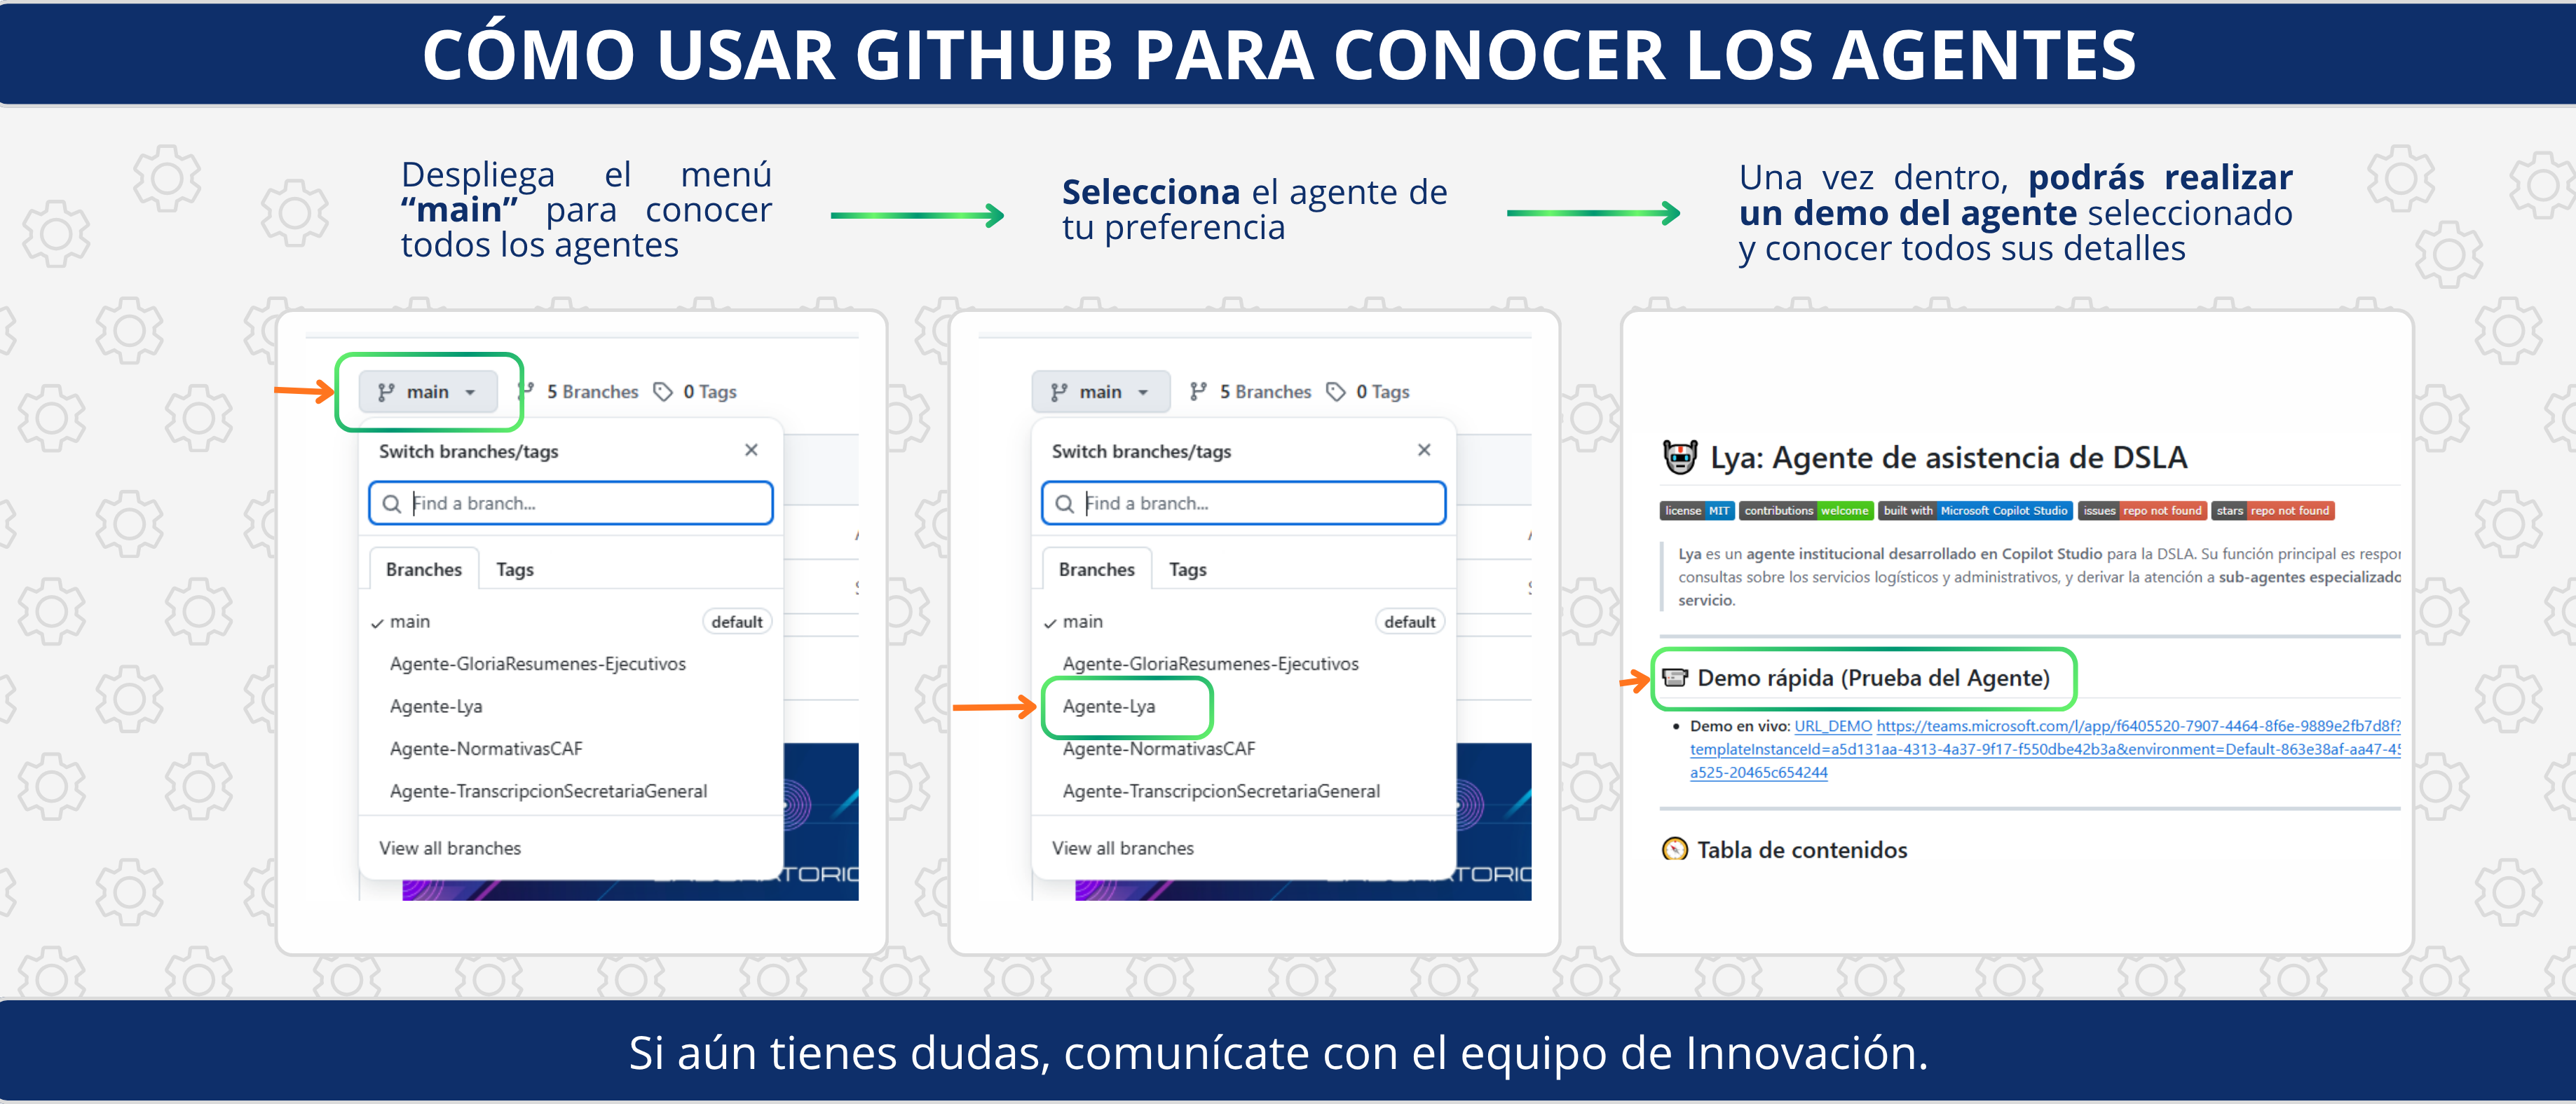 CÓMO USAR GITHUB PARA CONOCER LOS AGENTES
Despliega el menú
“main” para conocer
todos los agentes
Selecciona el agente de
tu preferencia
Una vez dentro, podrás realizar
un demo del agente seleccionado
y conocer todos sus detalles
main 5 Branches 0 Tags
Switch branches/tags
Find a branch...
Branches Tags
main default
Agente-GloriaResumenes-Ejecutivos
Agente-Lya
Agente-NormativasCAF
Agente-TranscripcionSecretariaGeneral
View all branches
main 5 Branches 0 Tags
Switch branches/tags
Find a branch...
Branches Tags
main default
Agente-GloriaResumenes-Ejecutivos
Agente-Lya
Agente-NormativasCAF
Agente-TranscripcionSecretariaGeneral
View all branches
Lya: Agente de asistencia de DSLA
license MIT contributions welcome built with Microsoft Copilot Studio issues repo not found stars repo not found
Lya es un agente institucional desarrollado en Copilot Studio para la DSLA. Su función principal es respor
consultas sobre los servicios logísticos y administrativos, y derivar la atención a sub-agentes especializado
servicio.
Demo rápida (Prueba del Agente)
Demo en vivo: URL_DEMO https://teams.microsoft.com/l/app/f6405520-7907-4464-8f6e-9889e2fb7d8f?
templateInstanceId=a5d131aa-4313-4a37-9f17-f550dbe42b3a&environment=Default-863e38af-aa47-45
a525-20465c654244
Tabla de contenidos
Si aún tienes dudas, comunícate con el equipo de Innovación.